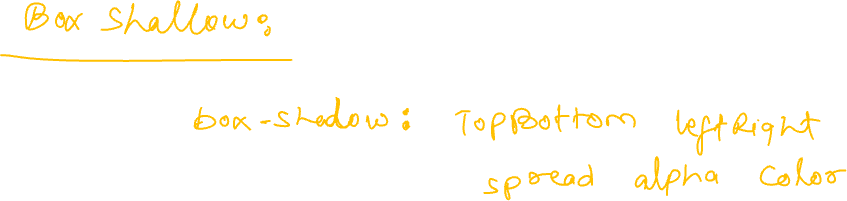 Box Shallow:
box-shadow: TopBottom leftRight
spread alpha color